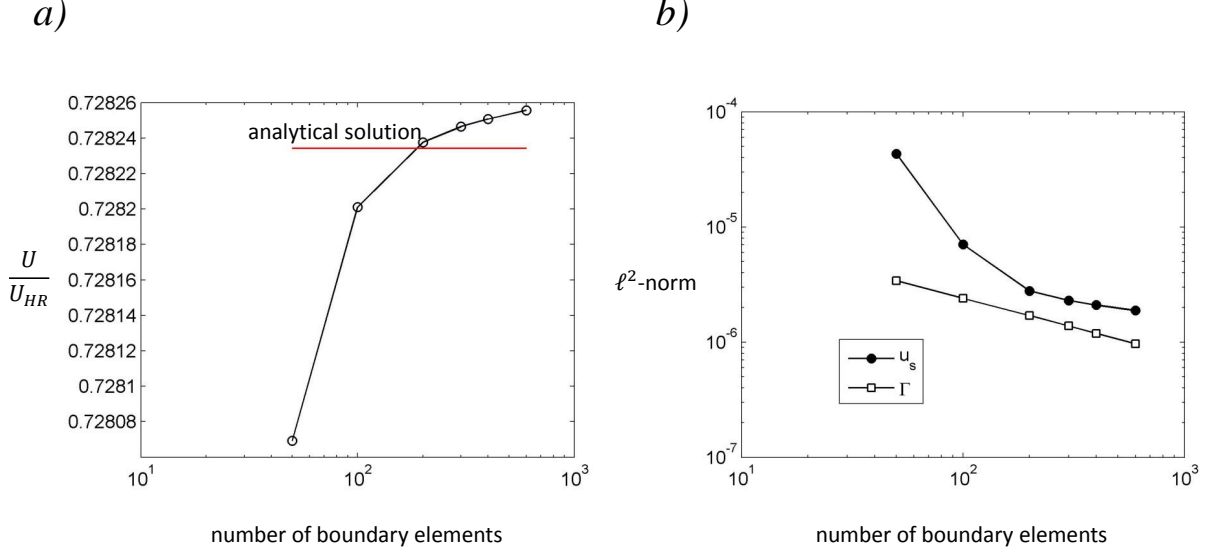 a)
b)
0.72826
0.72824
0.72822
0.7282
0.72818
0.72816
0.72814
0.72812
0.7281
0.72808
analytical solution
U
U_HR
10^1
10^2
10^3
number of boundary elements
10^-4
10^-5
10^-6
10^-7
ℓ²-norm
u_s
Γ
10^1
10^2
10^3
number of boundary elements